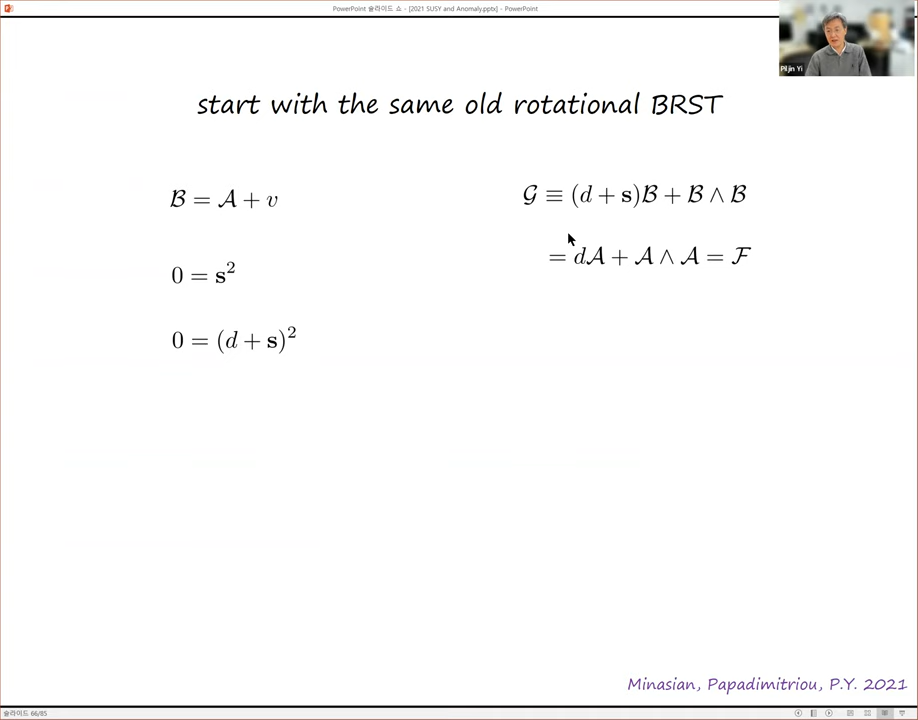 PowerPoint 슬라이드 쇼 - [2021 SUSY and Anomaly.pptx] - PowerPoint
Piljin Yi
start with the same old rotational BRST
ℬ = 𝒜 + v
𝒢 ≡ (d + s)ℬ + ℬ ∧ ℬ
= d𝒜 + 𝒜 ∧ 𝒜 = ℱ
0 = s²
0 = (d + s)²
Minasian, Papadimitriou, P.Y. 2021
슬라이드 66/85